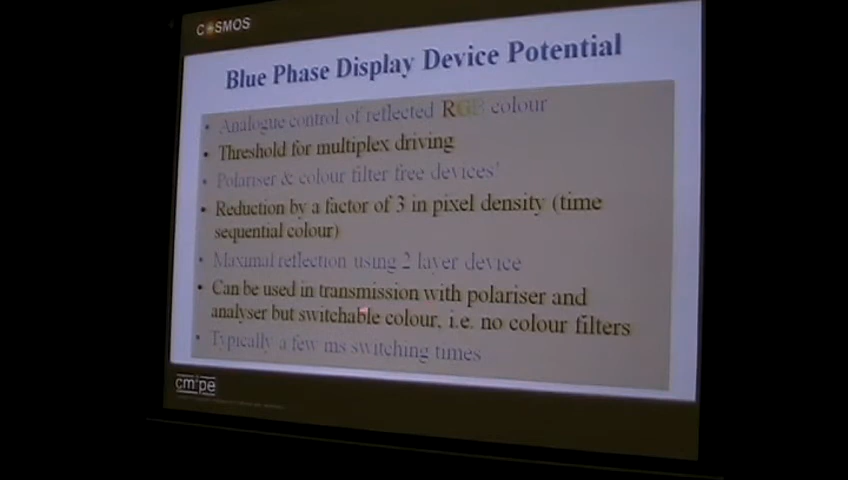 COSMOS
Blue Phase Display Device Potential
• Analogue control of reflected RGB colour
• Threshold for multiplex driving
• Polariser & colour filter free devices'
• Reduction by a factor of 3 in pixel density (time
sequential colour)
• Maximal reflection using 2 layer device
• Can be used in transmission with polariser and
analyser but switchable colour, i.e. no colour filters
• Typically a few ms switching times
cmmpe